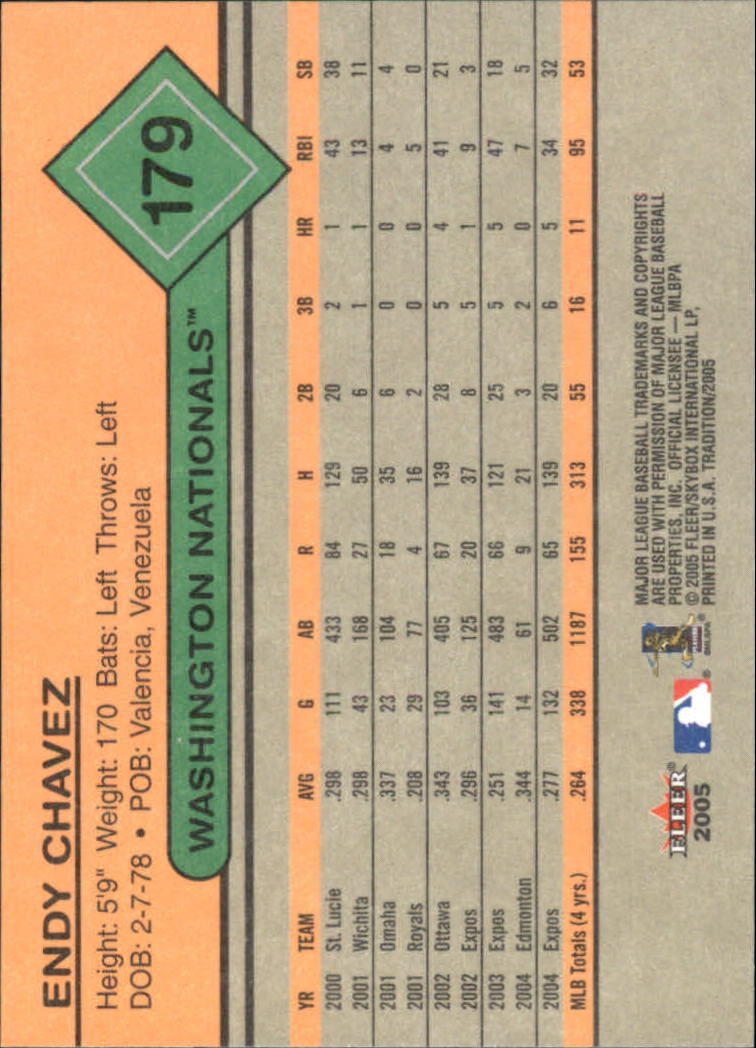 ENDY CHAVEZ
Height: 5'9" Weight: 170 Bats: Left Throws: Left
DOB: 2-7-78 • POB: Valencia, Venezuela
179
WASHINGTON NATIONALS™
YR TEAM AVG G AB R H 2B 3B HR RBI SB
2000 St. Lucie .298 111 433 84 129 20 2 1 43 38
2001 Wichita .298 43 168 27 50 6 1 1 13 11
2001 Omaha .337 23 104 18 35 6 0 0 4 4
2001 Royals .208 29 77 4 16 2 0 0 5 0
2002 Ottawa .343 103 405 67 139 28 5 4 41 21
2002 Expos .296 36 125 20 37 8 5 1 9 3
2003 Expos .251 141 483 66 121 25 5 5 47 18
2004 Edmonton .344 14 61 9 21 3 2 0 7 5
2004 Expos .277 132 502 65 139 20 6 5 34 32
MLB Totals (4 yrs.) .264 338 1187 155 313 55 16 11 95 53
FLEER®
2005
®
©MLBPA
MAJOR LEAGUE BASEBALL TRADEMARKS AND COPYRIGHTS
ARE USED WITH PERMISSION OF MAJOR LEAGUE BASEBALL
PROPERTIES, INC. OFFICIAL LICENSEE — MLBPA
© 2005 FLEER/SKYBOX INTERNATIONAL LP,
PRINTED IN U.S.A. TRADITION/2005